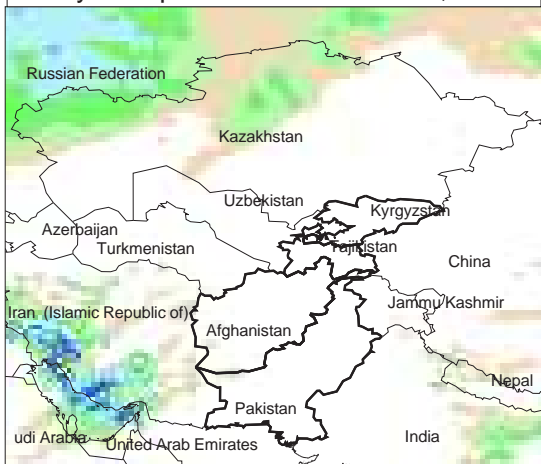 Russian Federation
Kazakhstan
Uzbekistan
Kyrgyzstan
Azerbaijan
Turkmenistan
Tajikistan
China
Iran (Islamic Republic of)
Jammu/Kashmir
Afghanistan
Nepal
Pakistan
udi Arabia
United Arab Emirates
India